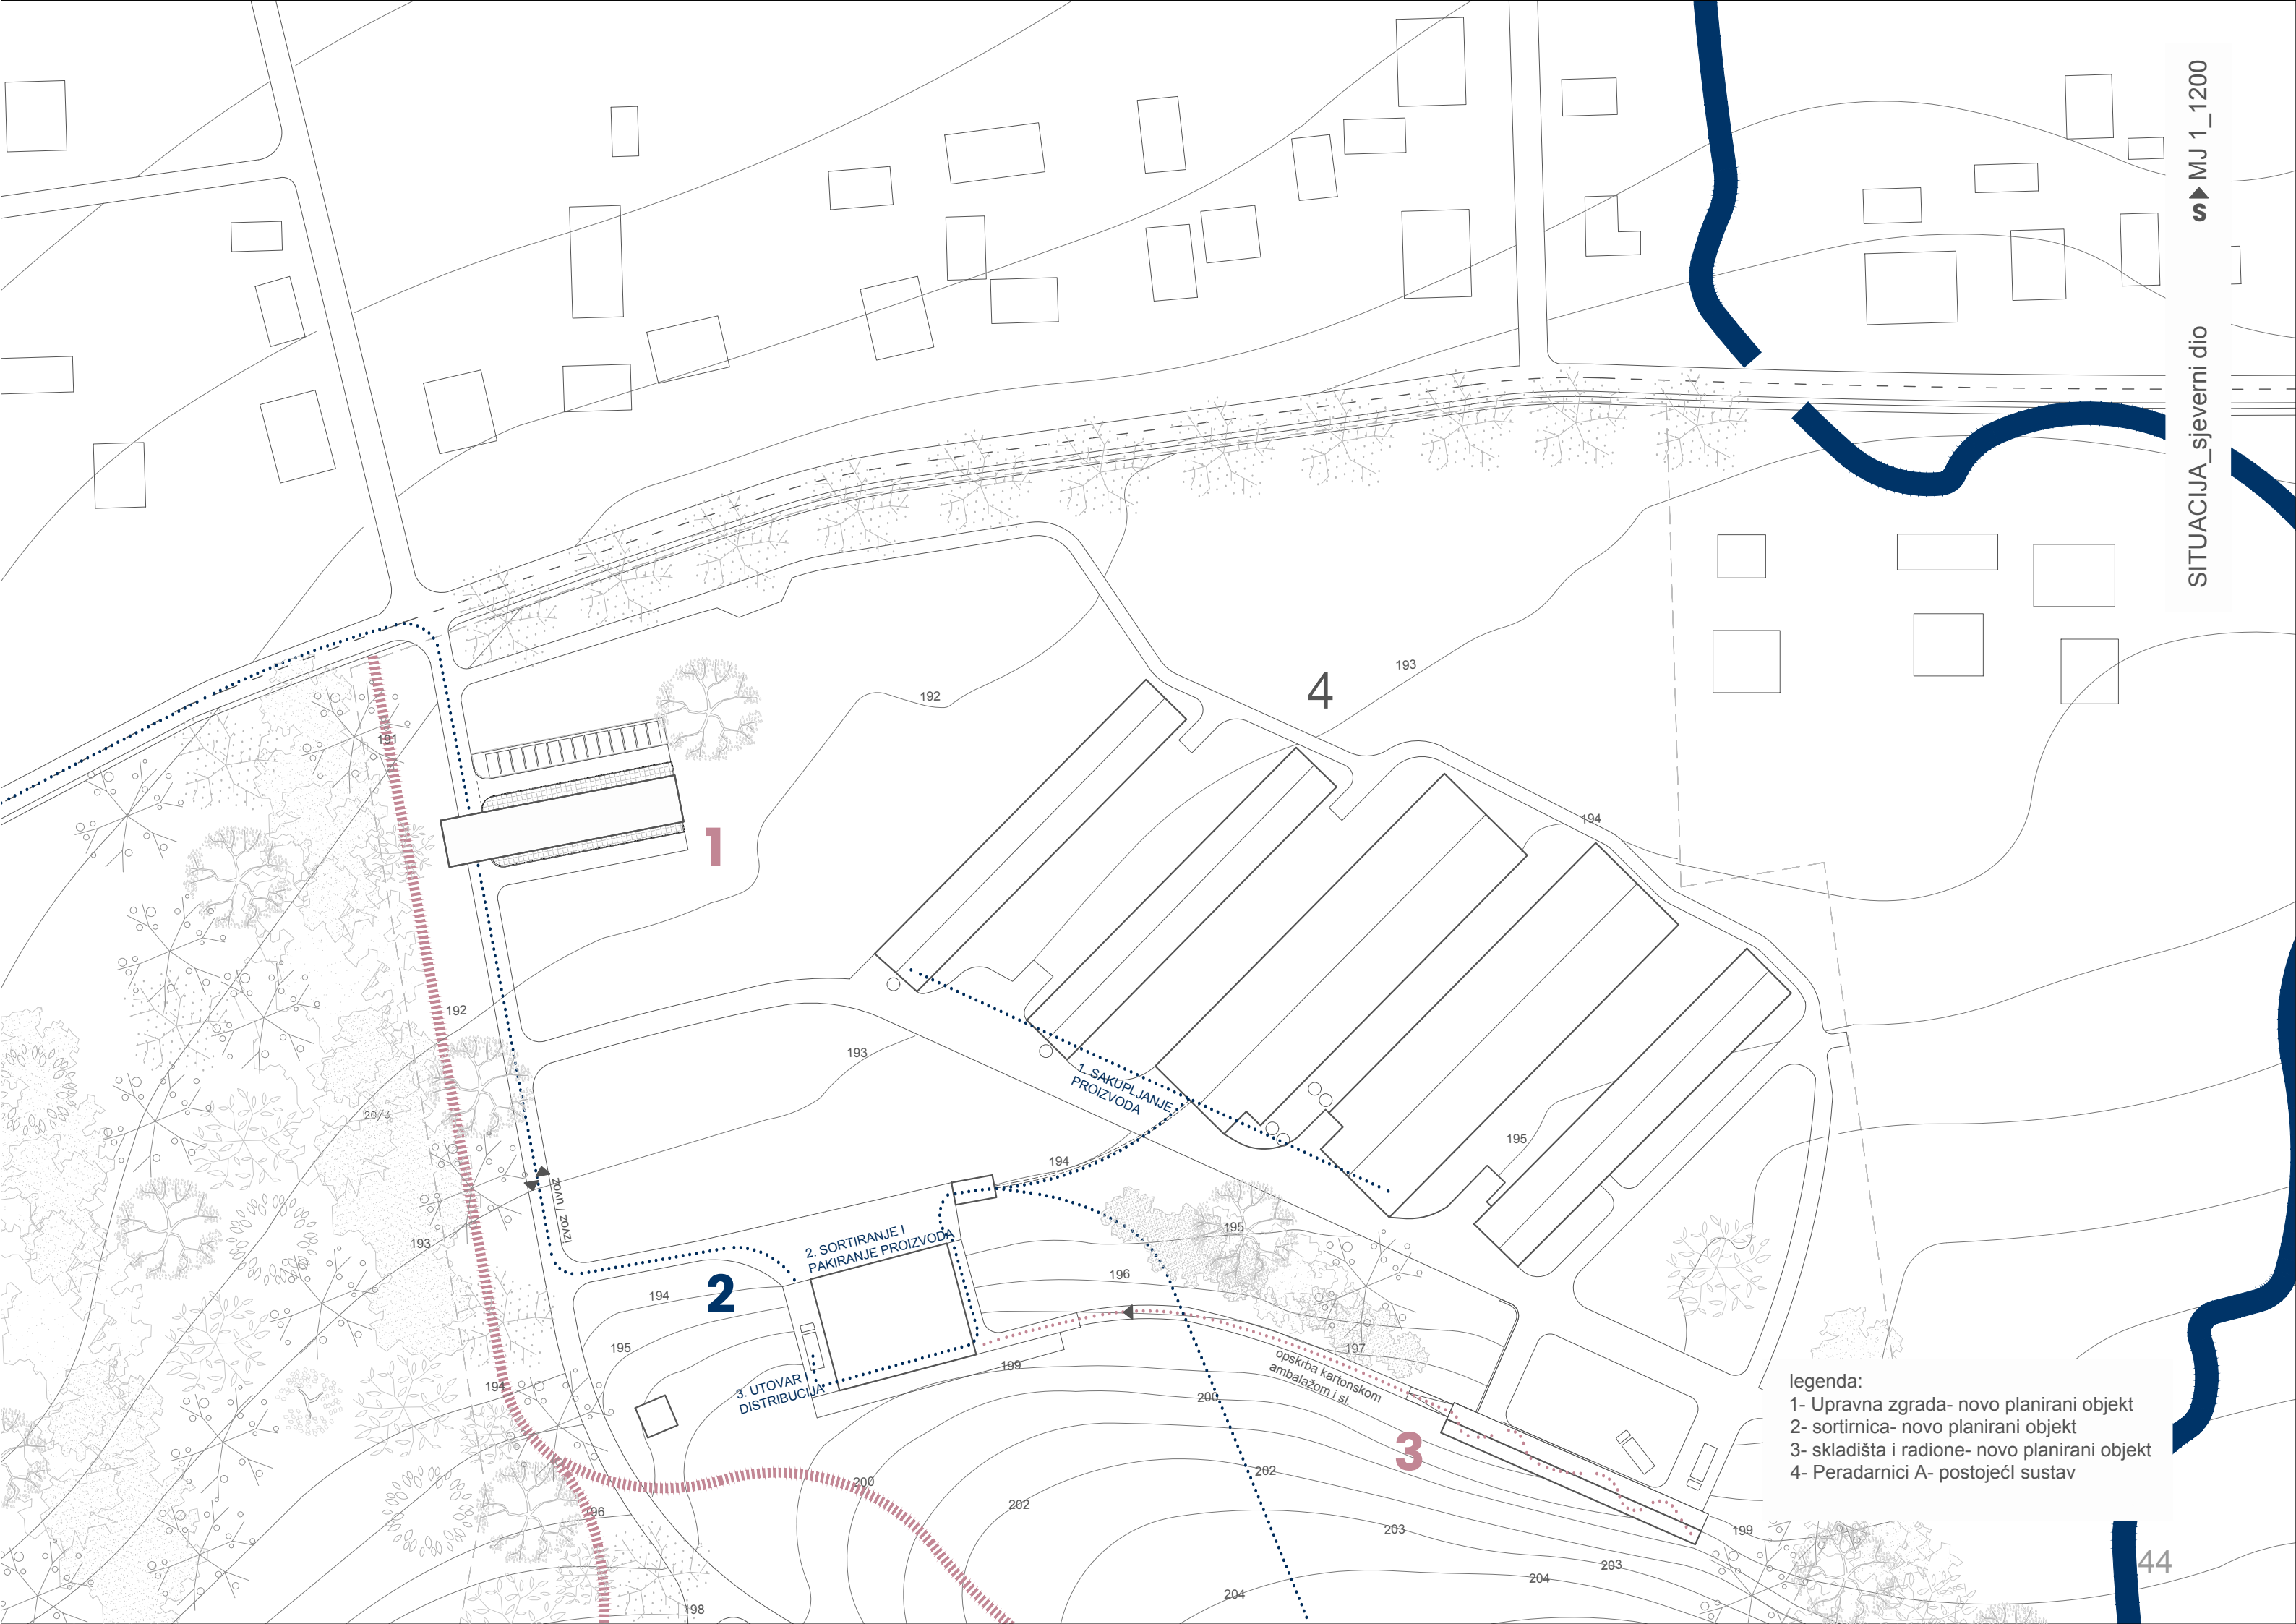 SITUACIJA_sjeverni dio
S MJ 1_1200
192
193
4
191
1
194
192
193
1. SAKUPLJANJE
PROIZVODA
20/3
194
195
IZVOZ / UVOZ
193
2. SORTIRANJE I
PAKIRANJE PROIZVODA
195
196
2
194
195
199
197
opskrba kartonskom
ambalažom i sl.
3. UTOVAR I
DISTRIBUCIJA
194
200
3
legenda:
1- Upravna zgrada- novo planirani objekt
2- sortirnica- novo planirani objekt
3- skladišta i radione- novo planirani objekt
4- Peradarnici A- postojećI sustav
202
200
202
196
203
199
203
204
204
198
44